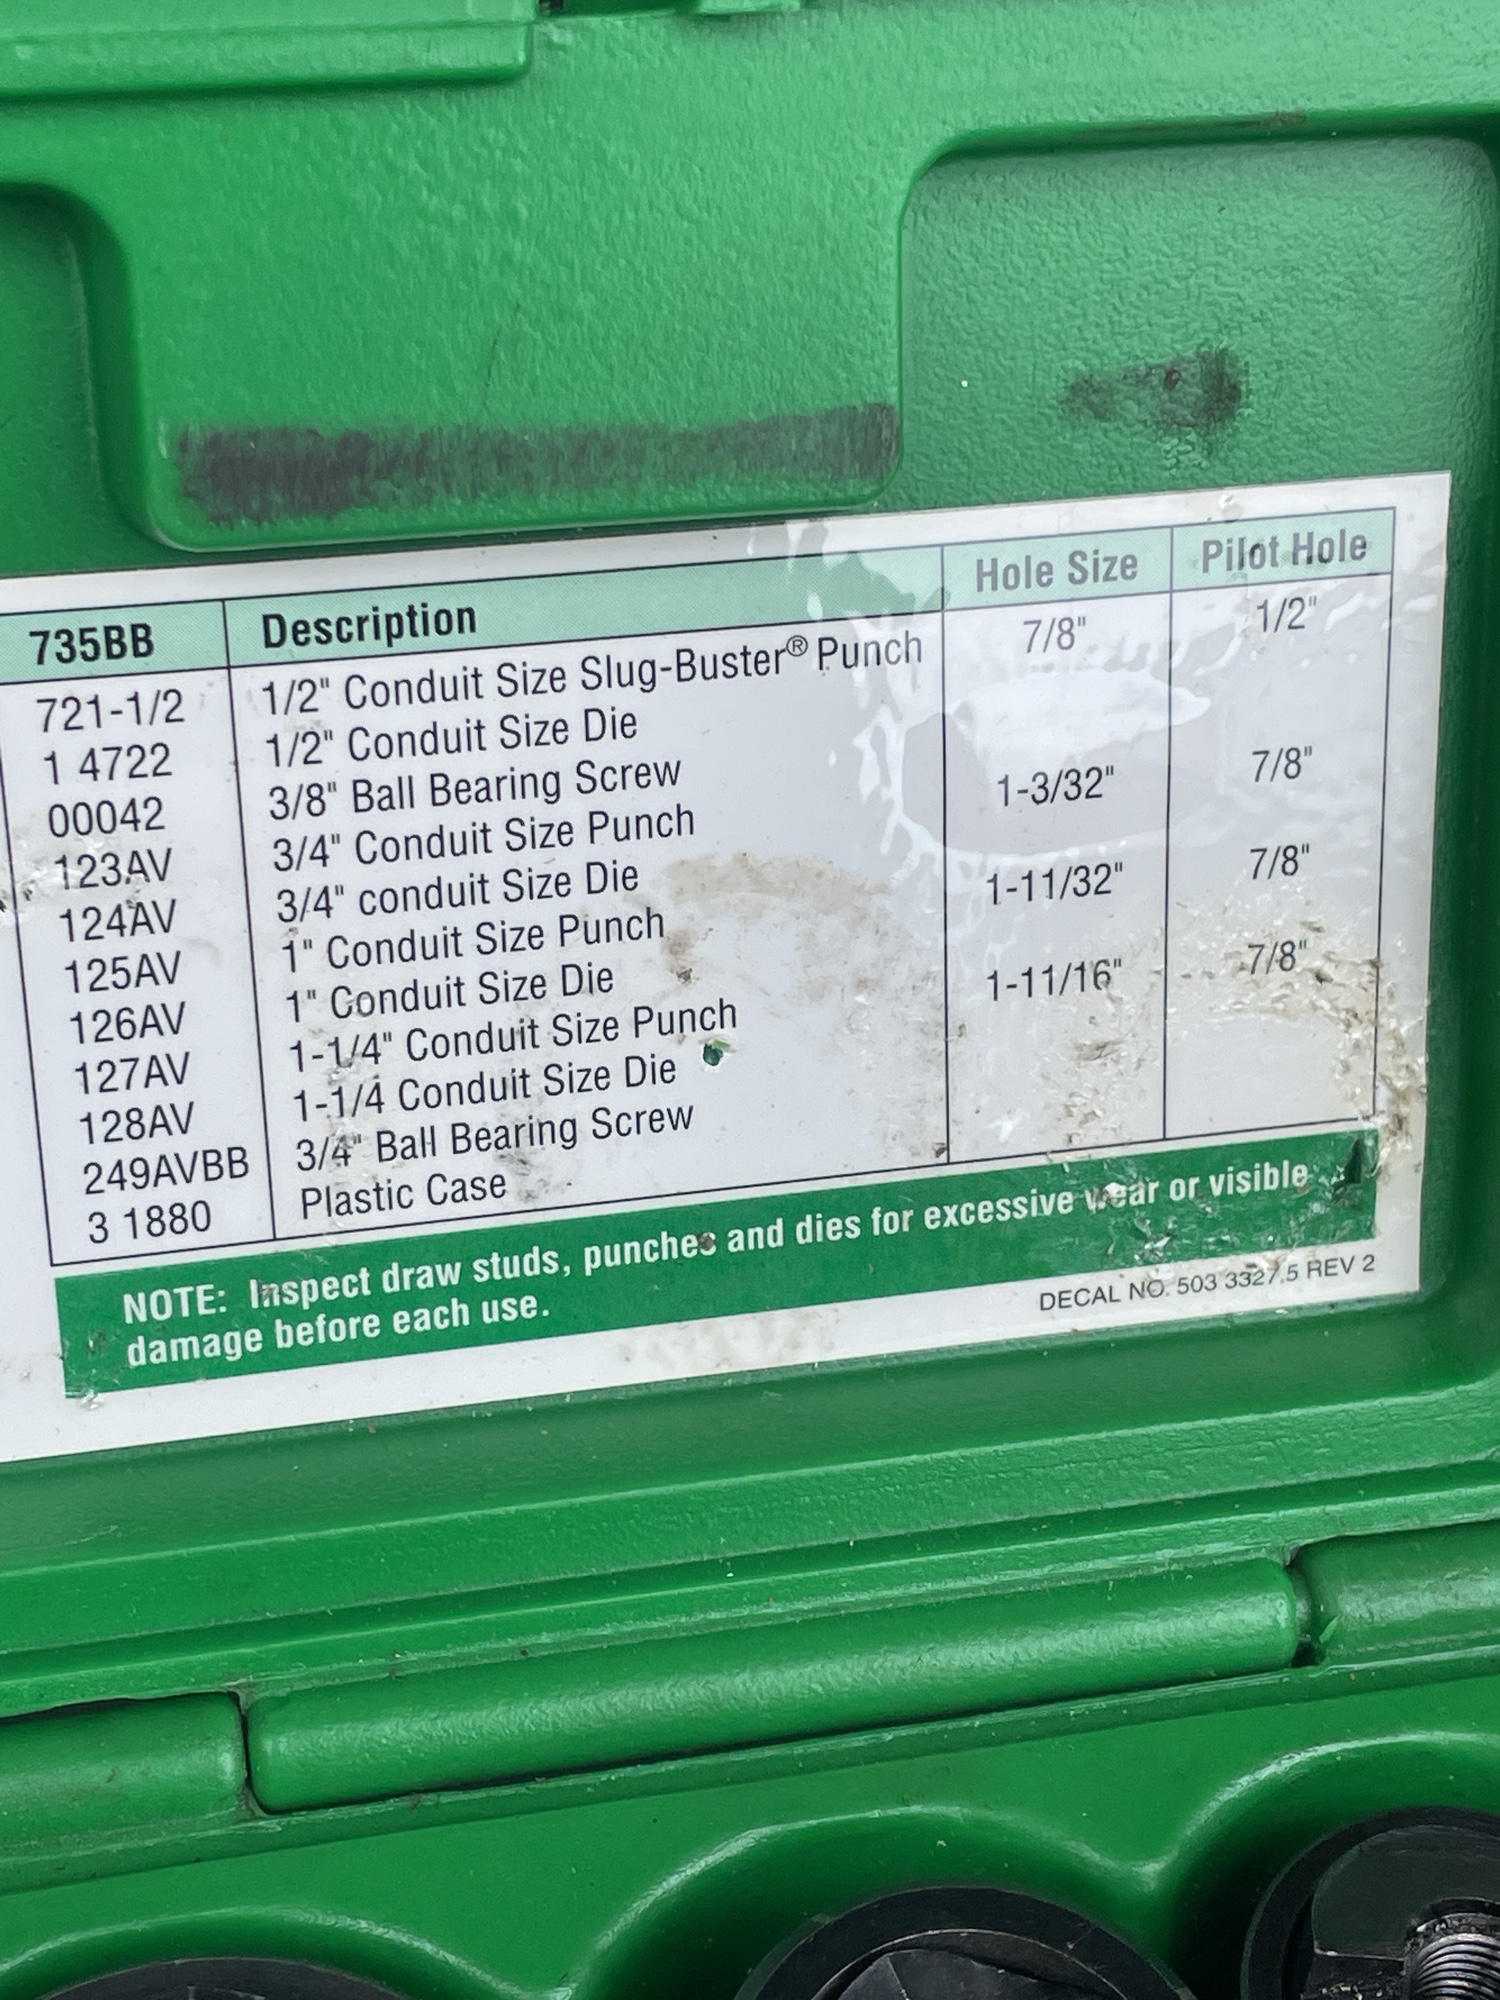 735BB Description Hole Size Pilot Hole
721-1/2 1/2" Conduit Size Slug-Buster® Punch 7/8" 1/2"
1 4722 1/2" Conduit Size Die
00042 3/8" Ball Bearing Screw
123AV 3/4" Conduit Size Punch 1-3/32" 7/8"
124AV 3/4" conduit Size Die
125AV 1" Conduit Size Punch 1-11/32" 7/8"
126AV 1" Conduit Size Die
127AV 1-1/4" Conduit Size Punch 1-11/16" 7/8"
128AV 1-1/4 Conduit Size Die
249AVBB 3/4" Ball Bearing Screw
3 1880 Plastic Case
NOTE: Inspect draw studs, punches and dies for excessive wear or visible
damage before each use.
DECAL NO. 503 3327.5 REV 2